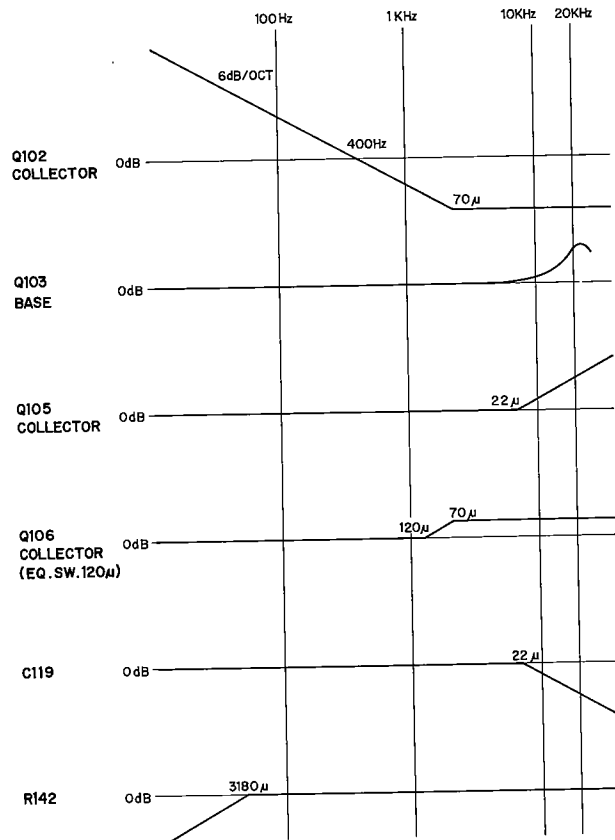 100Hz 1KHz 10KHz 20KHz
6dB/OCT
400Hz
Q102
COLLECTOR
0dB
70μ
Q103
BASE
0dB
Q105
COLLECTOR
0dB
22μ
Q106
COLLECTOR
(EQ.SW.120μ)
0dB
120μ
70μ
C119
0dB
22μ
R142
0dB
3180μ